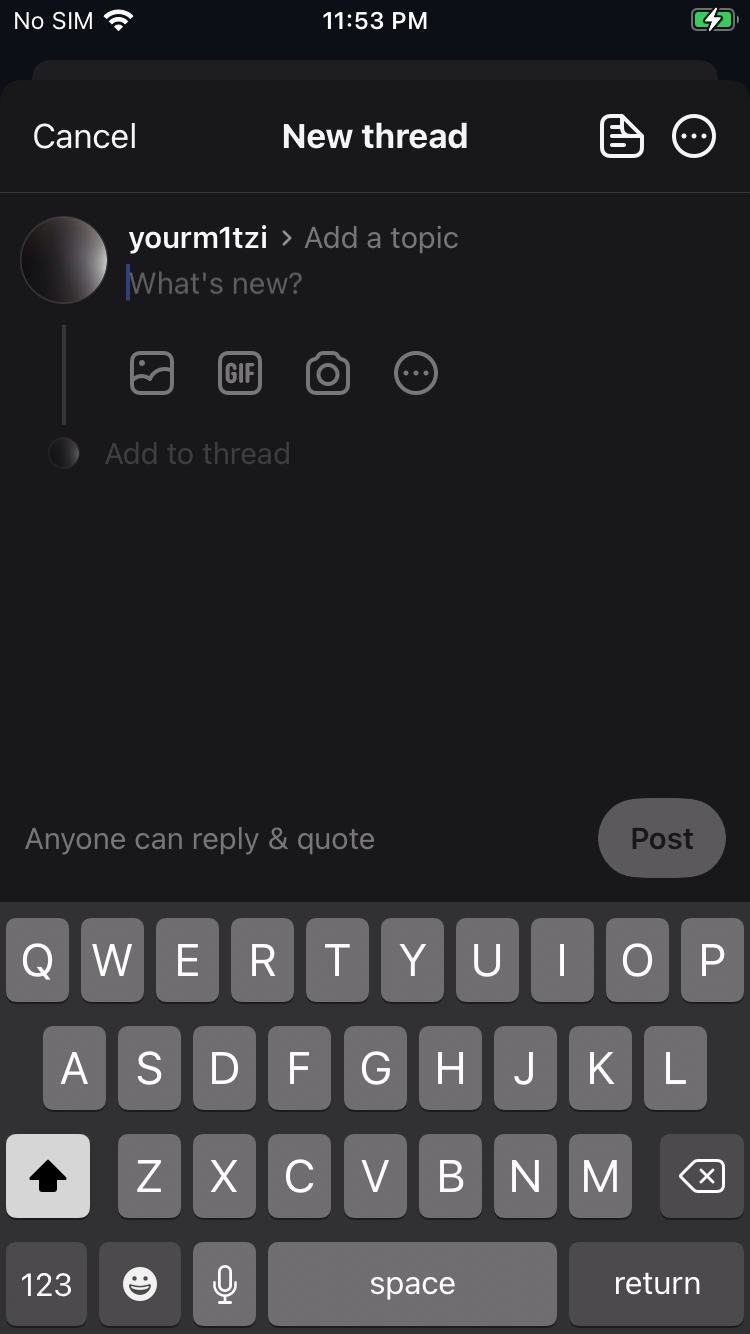 No SIM 11:53 PM
Cancel New thread
yourm1tzi > Add a topic
What's new?
GIF
Add to thread
Anyone can reply & quote Post
Q W E R T Y U I O P
A S D F G H J K L
Z X C V B N M
123 space return